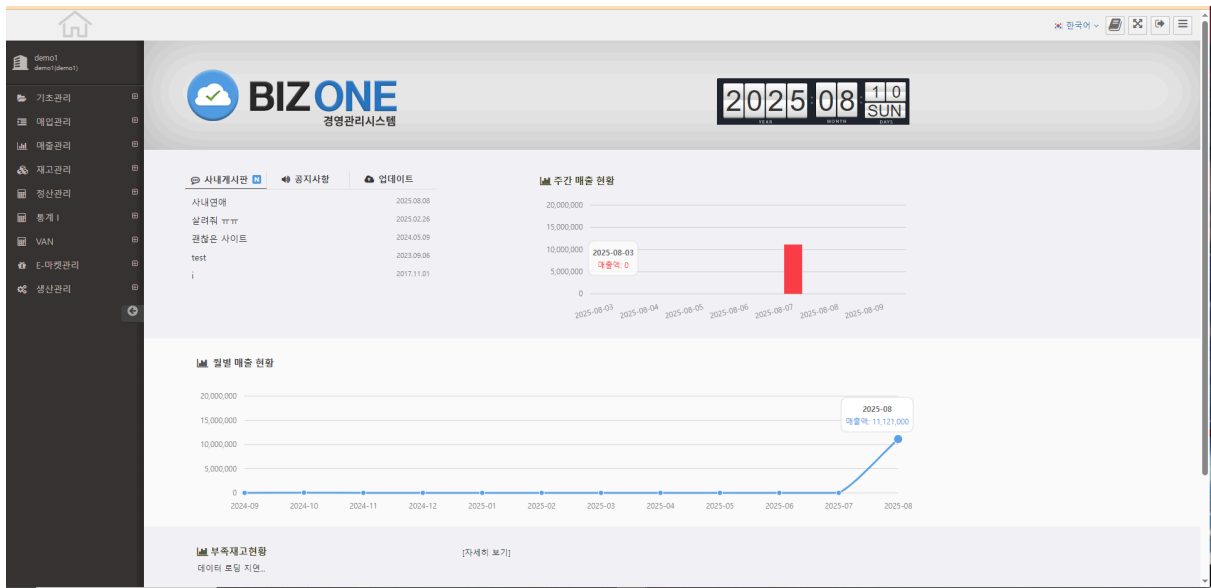 한국어
demo1
demo1(demo1)
기초관리
매입관리
매출관리
재고관리
정산관리
통계 I
VAN
E-마켓관리
생산관리
BIZONE
경영관리시스템
2025 08 10
SUN
YEAR MONTH DAYS
사내게시판 N 공지사항 업데이트
사내연애 2025.08.08
살려줘 ㅠㅠ 2025.02.26
괜찮은 사이트 2024.05.09
test 2023.09.06
i 2017.11.01
주간 매출 현황
20,000,000
15,000,000
10,000,000
5,000,000
0
2025-08-03
매출액: 0
2025-08-03 2025-08-04 2025-08-05 2025-08-06 2025-08-07 2025-08-08 2025-08-09
월별 매출 현황
20,000,000
15,000,000
10,000,000
5,000,000
0
2025-08
매출액: 11,121,000
2024-09 2024-10 2024-11 2024-12 2025-01 2025-02 2025-03 2025-04 2025-05 2025-06 2025-07 2025-08
부족재고현황 [자세히 보기]
데이터 로딩 지연...